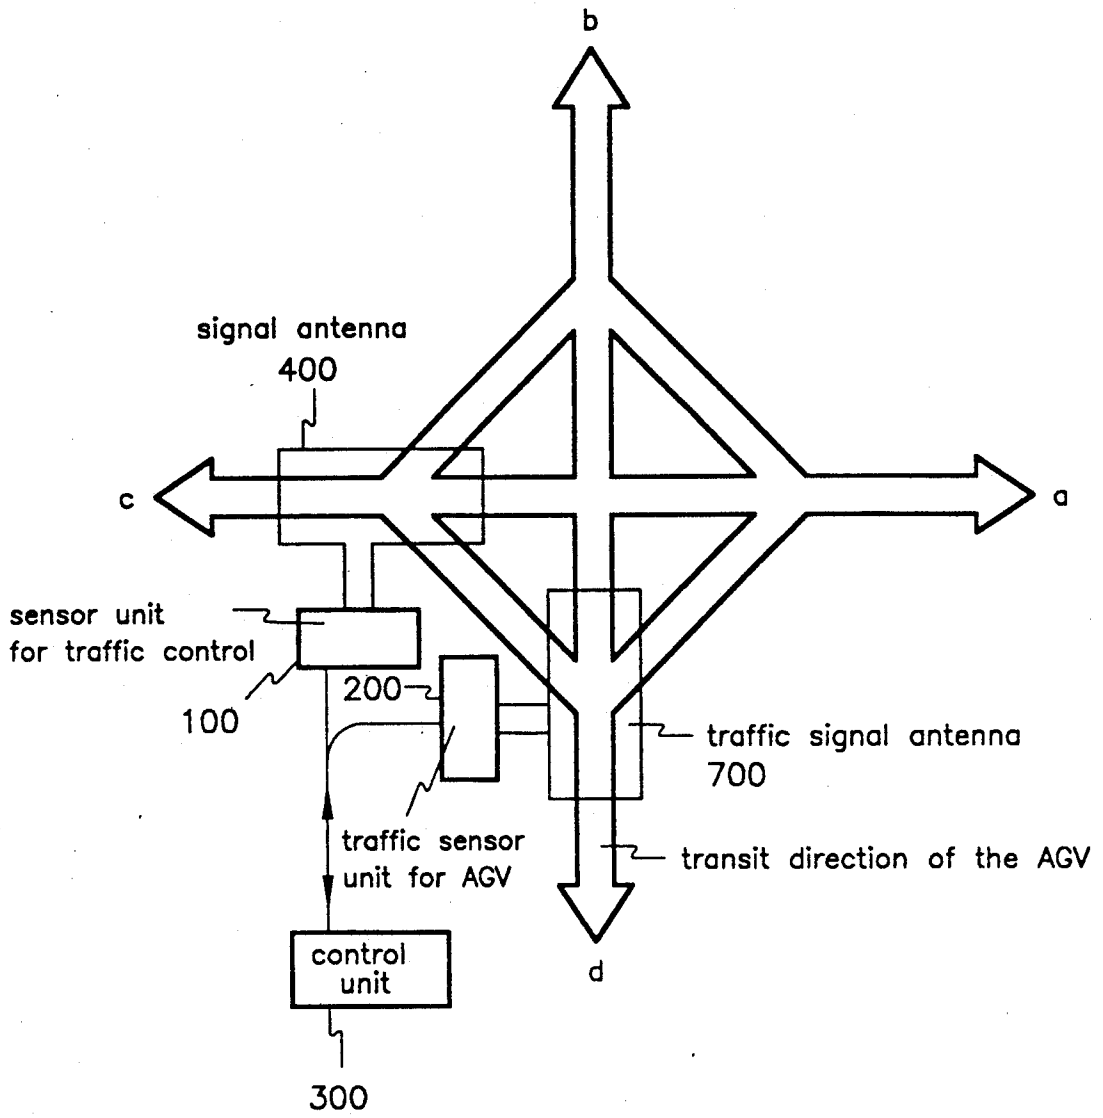 b
signal antenna
400
c
a
sensor unit
for traffic control
100
200
traffic signal antenna
700
traffic sensor
unit for AGV
transit direction of the AGV
control
unit
d
300